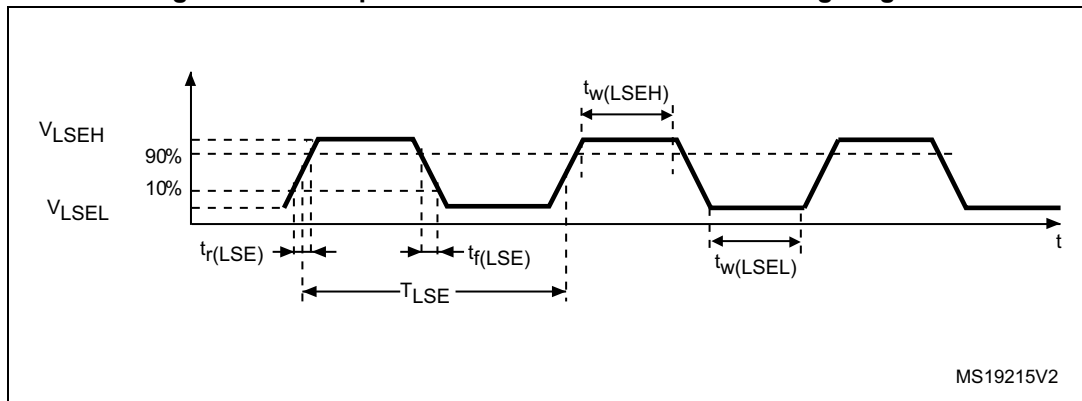 tw(LSEH)
VLSEH
90%
10%
VLSEL
tr(LSE)
tf(LSE)
t
tw(LSEL)
TLSE
MS19215V2